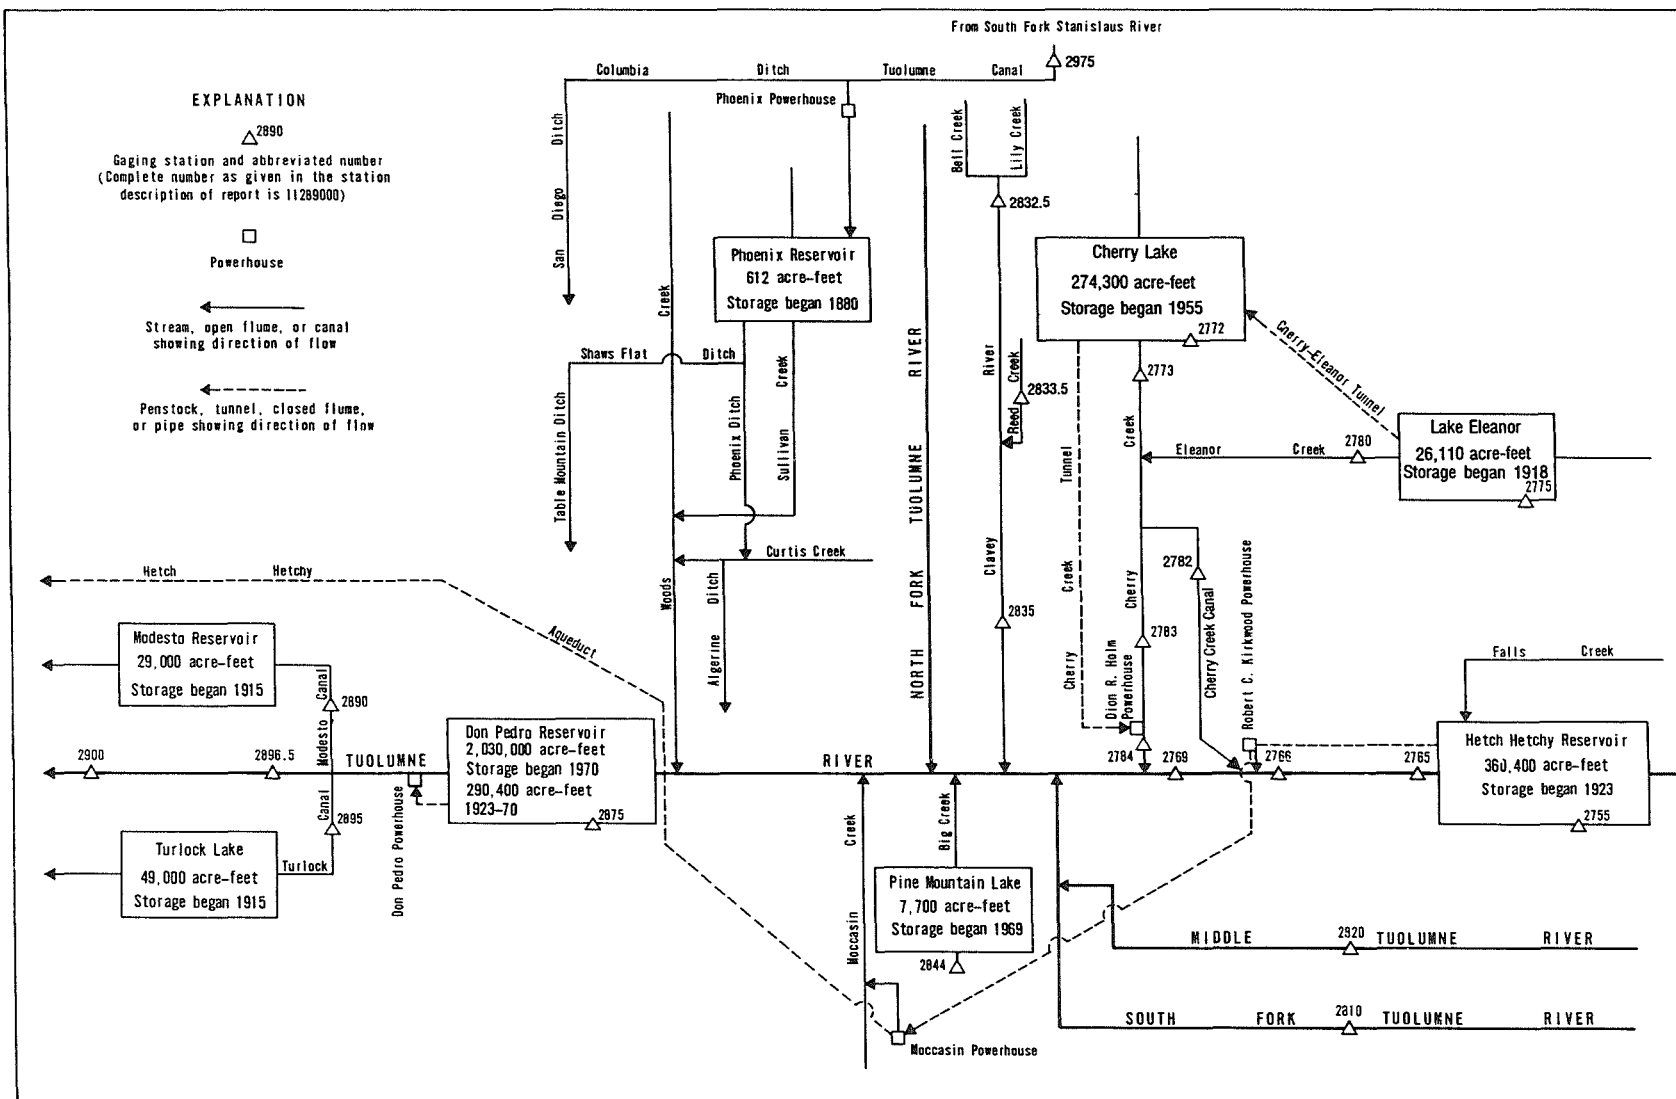 From South Fork Stanislaus River
2975
Columbia Ditch Tuolumne Canal
EXPLANATION
2890
Gaging station and abbreviated number
(Complete number as given in the station
description of report is 11289000)
Powerhouse
Stream, open flume, or canal
showing direction of flow
Penstock, tunnel, closed flume,
or pipe showing direction of flow
San Diego Ditch
Phoenix Powerhouse
Phoenix Reservoir
612 acre-feet
Storage began 1880
Shaws Flat Ditch
Table Mountain Ditch
Phoenix Ditch
Sullivan Creek
Woods Creek
Curtis Creek
Algerine Ditch
NORTH FORK TUOLUMNE RIVER
Bell Creek
Lily Creek
2832.5
Clavey River
Reed Creek
2833.5
2835
Cherry Lake
274,300 acre-feet
Storage began 1955
2772
2773
Cherry-Eleanor Tunnel
Lake Eleanor
26,110 acre-feet
Storage began 1918
2775
2780
Eleanor Creek
Cherry Creek Tunnel
Cherry Creek
2782
Cherry Creek Canal
2783
Dion R. Holm
Powerhouse
2784
Robert C. Kirkwood Powerhouse
Falls Creek
Hetch Hetchy Reservoir
360,400 acre-feet
Storage began 1923
2755
2765
2766
2769
Hetch Hetchy Aqueduct
Modesto Reservoir
29,000 acre-feet
Storage began 1915
Modesto Canal
2890
2900
2896.5
TUOLUMNE RIVER
Don Pedro Reservoir
2,030,000 acre-feet
Storage began 1970
290,400 acre-feet
1923-70
2875
Don Pedro Powerhouse
Turlock Lake
49,000 acre-feet
Storage began 1915
Turlock Canal
2895
Moccasin Creek
Big Creek
Pine Mountain Lake
7,700 acre-feet
Storage began 1969
2844
Moccasin Powerhouse
MIDDLE TUOLUMNE RIVER
2820
SOUTH FORK TUOLUMNE RIVER
2810